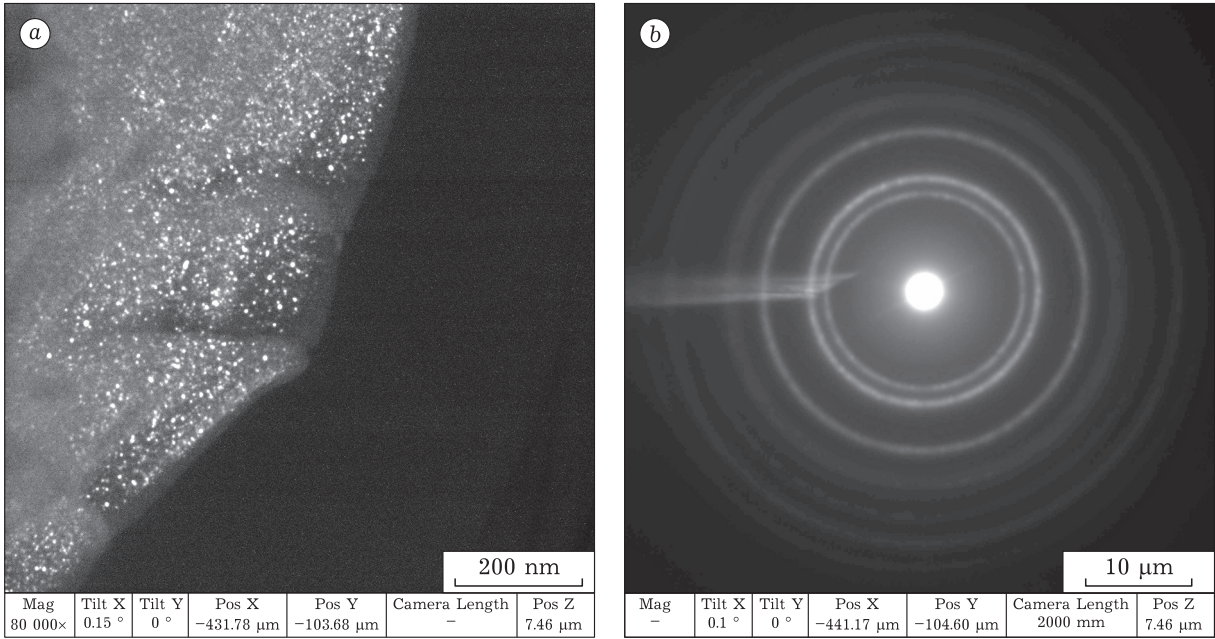 a
b
200 nm
10 μm
Mag Tilt X Tilt Y Pos X Pos Y Camera Length Pos Z
80 000× 0.15 ° 0 ° −431.78 μm −103.68 μm − 7.46 μm
Mag Tilt X Tilt Y Pos X Pos Y Camera Length Pos Z
− 0.1 ° 0 ° −441.17 μm −104.60 μm 2000 mm 7.46 μm